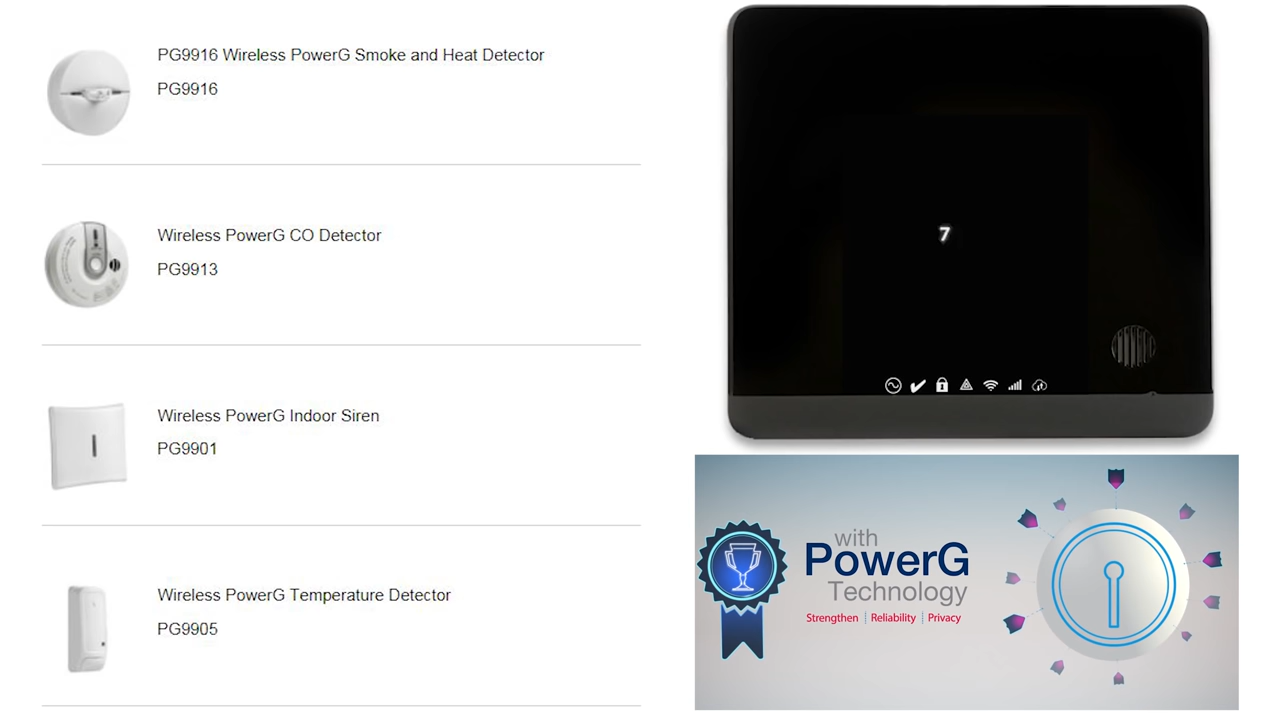 PG9916 Wireless PowerG Smoke and Heat Detector
PG9916
Wireless PowerG CO Detector
PG9913
Wireless PowerG Indoor Siren
PG9901
Wireless PowerG Temperature Detector
PG9905
7
with
PowerG
Technology
Strengthen | Reliability | Privacy